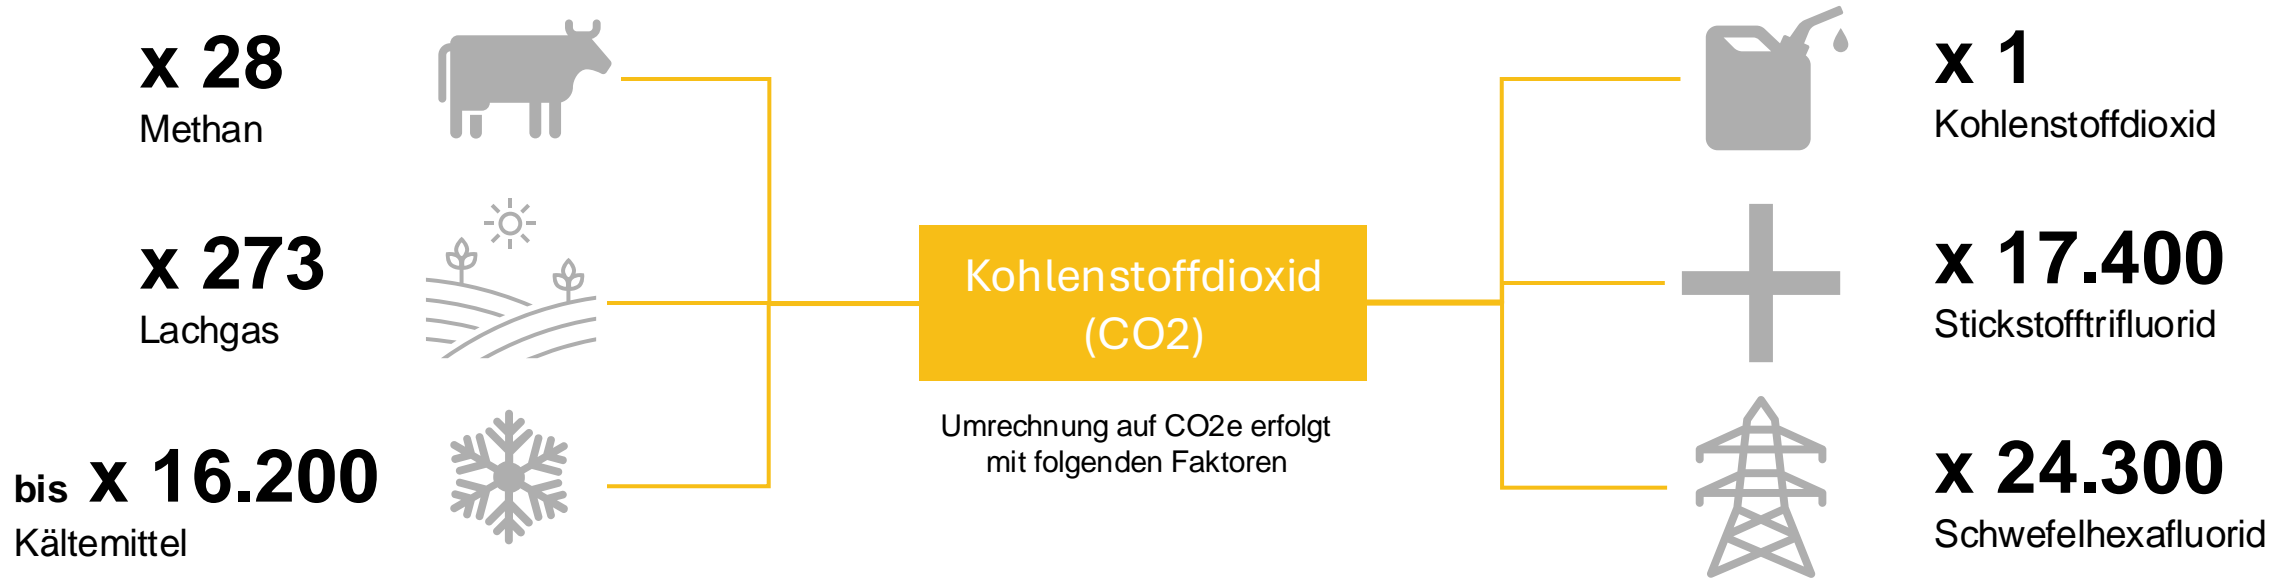 x 28
Methan
x 273
Lachgas
bis x 16.200
Kältemittel
Kohlenstoffdioxid
(CO2)
Umrechnung auf CO2e erfolgt
mit folgenden Faktoren
x 1
Kohlenstoffdioxid
x 17.400
Stickstofftrifluorid
x 24.300
Schwefelhexafluorid